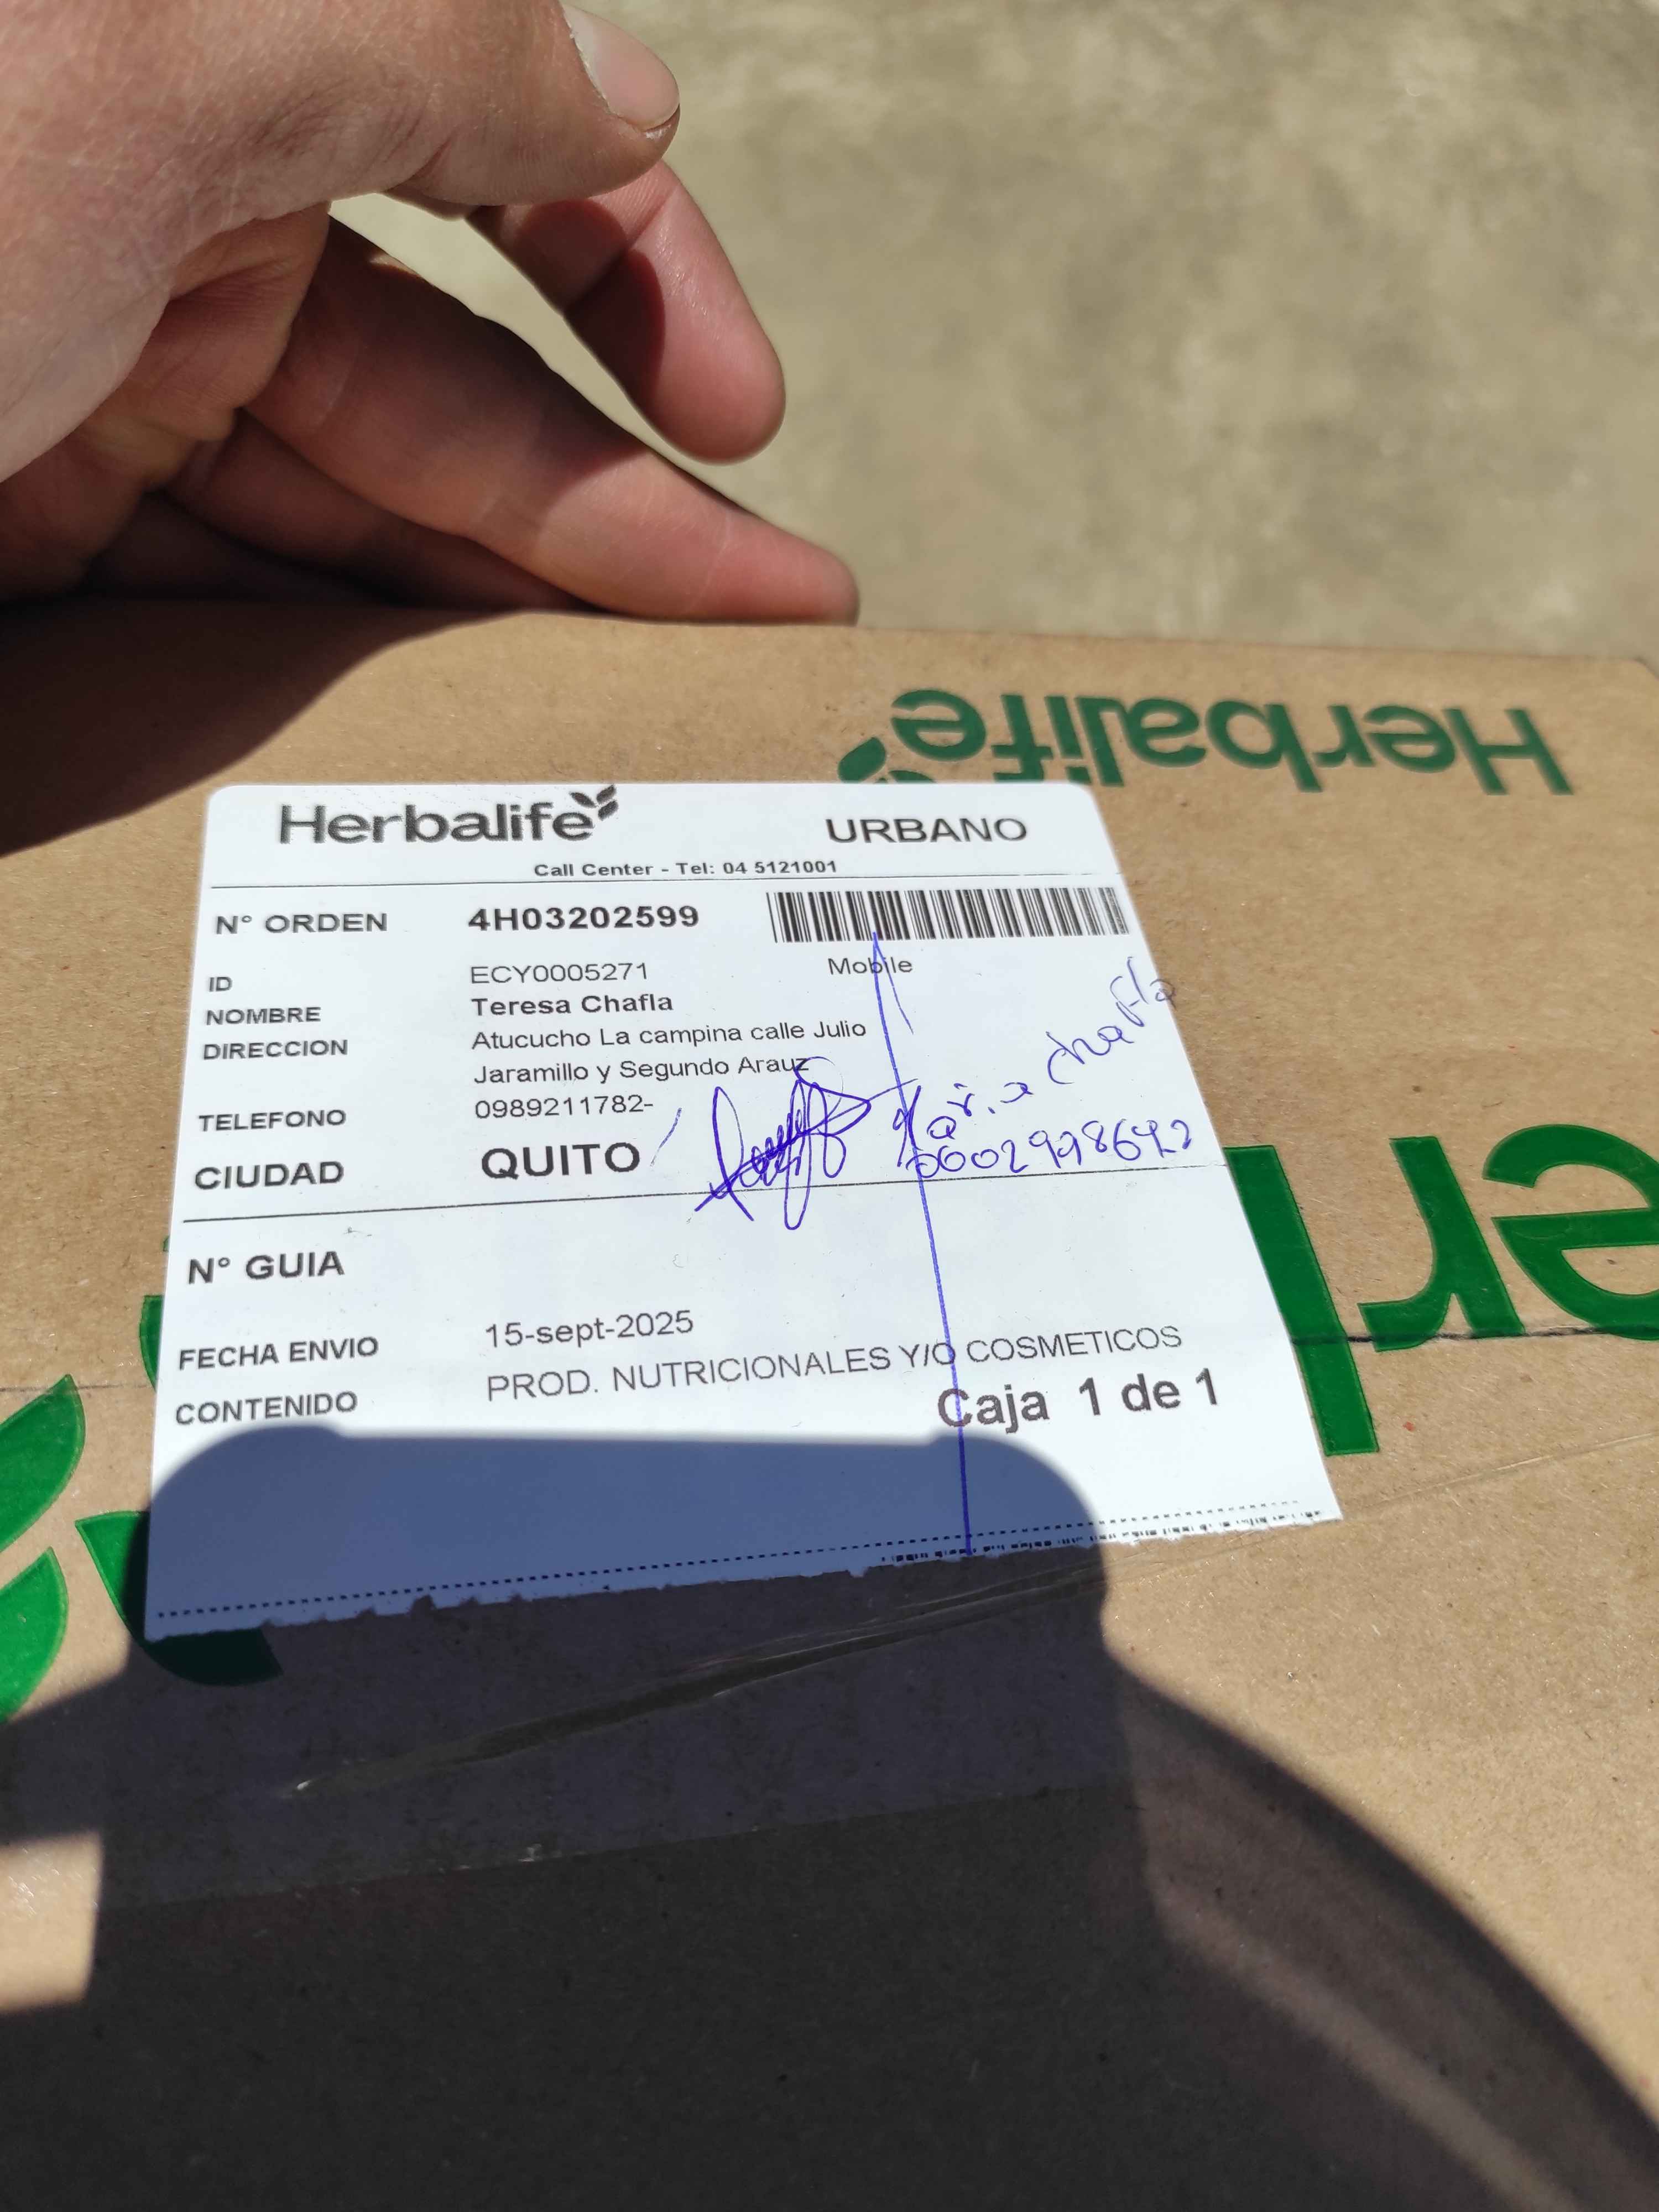 Herbalife
Herbalife URBANO
Call Center - Tel: 04 5121001
N° ORDEN 4H03202599
Mobile
ID ECY0005271
NOMBRE Teresa Chafla
DIRECCION Atucucho La campina calle Julio
Jaramillo y Segundo Arauz
TELEFONO 0989211782-
CIUDAD QUITO
Maria Chafla
N° GUIA
FECHA ENVIO 15-sept-2025
CONTENIDO PROD. NUTRICIONALES Y/O COSMETICOS
Caja 1 de 1